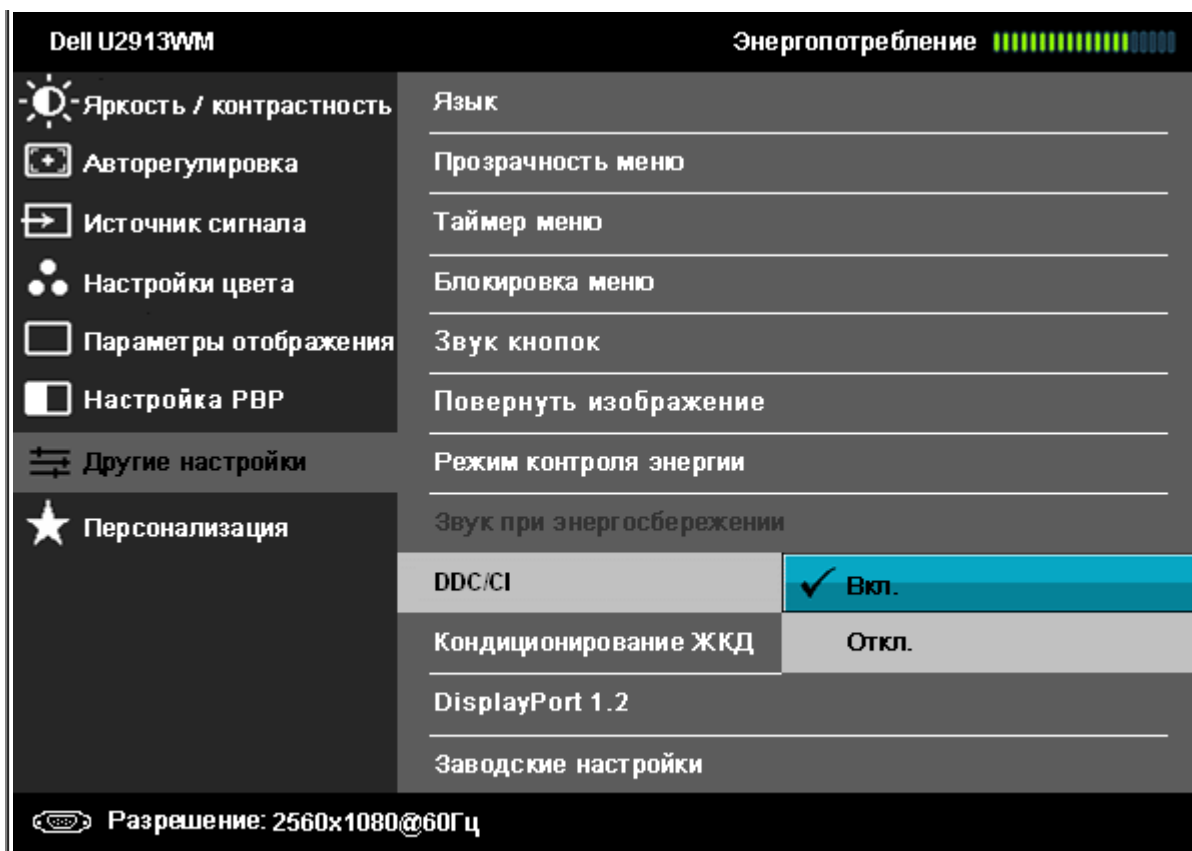 Dell U2913WM Энергопотребление
Яркость / контрастность
Авторегулировка
Источник сигнала
Настройки цвета
Параметры отображения
Настройка PBP
Другие настройки
Персонализация
Язык
Прозрачность меню
Таймер меню
Блокировка меню
Звук кнопок
Повернуть изображение
Режим контроля энергии
Звук при энергосбережении
DDC/CI
Вкл.
Откл.
Кондиционирование ЖКД
DisplayPort 1.2
Заводские настройки
Разрешение: 2560x1080@60Гц